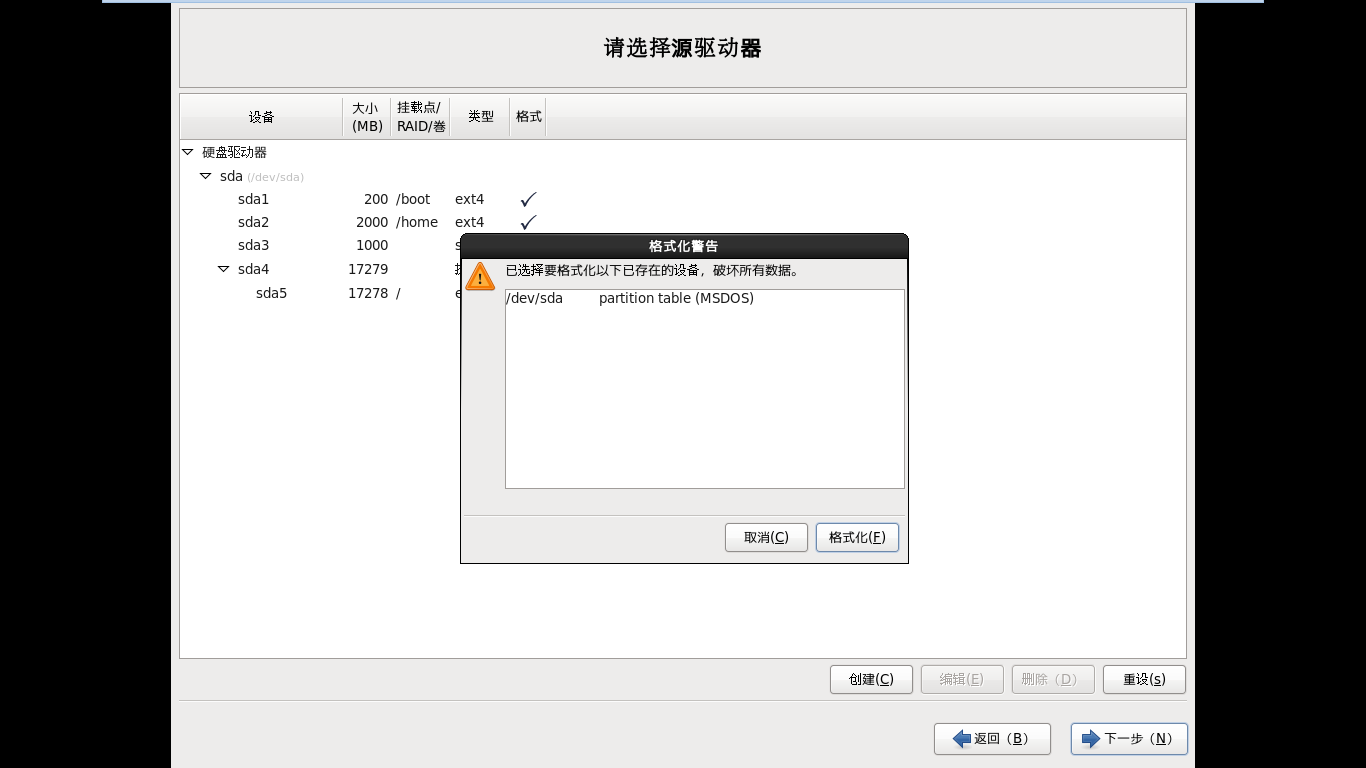 请选择源驱动器
设备
大小
(MB)
挂载点/
RAID/卷
类型
格式
硬盘驱动器
sda (/dev/sda)
sda1 200 /boot ext4
sda2 2000 /home ext4
sda3 1000
sda4 17279
sda5 17278 /
格式化警告
已选择要格式化以下已存在的设备，破坏所有数据。
/dev/sda partition table (MSDOS)
取消(C) 格式化(F)
创建(C) 编辑(E) 删除（D） 重设(s)
返回（B） 下一步（N）